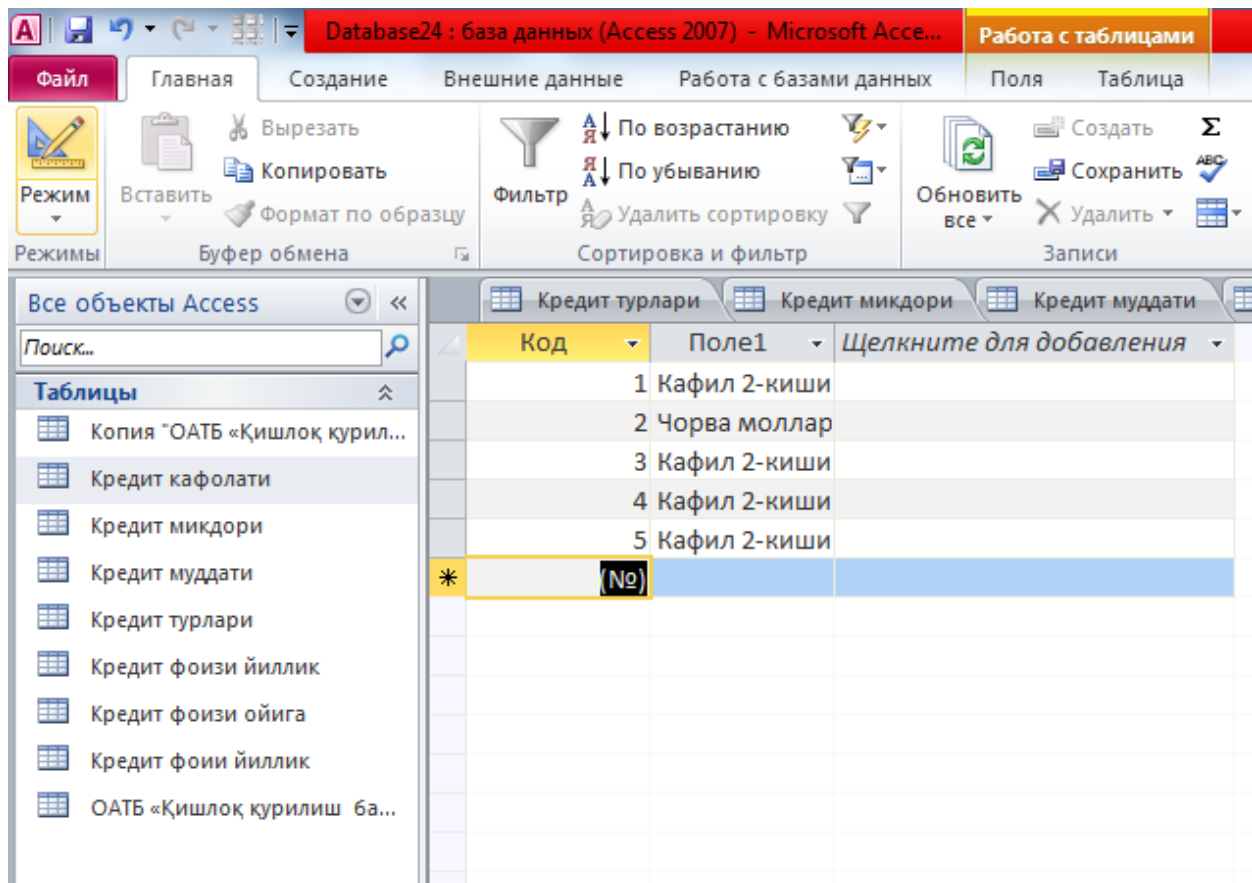 Database24 : база данных (Access 2007) - Microsoft Acce...
Работа с таблицами
Файл Главная Создание Внешние данные Работа с базами данных Поля Таблица
Режим
Режимы
Вставить
Вырезать
Копировать
Формат по образцу
Буфер обмена
Фильтр
По возрастанию
По убыванию
Удалить сортировку
Сортировка и фильтр
Обновить все
Создать
Сохранить
Удалить
Записи
Все объекты Access
Поиск...
Таблицы
Копия "ОАТБ «Қишлоқ қурил...
Кредит кафолати
Кредит микдори
Кредит муддати
Кредит турлари
Кредит фоизи йиллик
Кредит фоизи ойига
Кредит фоии йиллик
ОАТБ «Қишлоқ қурилиш ба...
Кредит турлари Кредит микдори Кредит муддати
Код Поле1 Щелкните для добавления
1 Кафил 2-киши
2 Чорва моллар
3 Кафил 2-киши
4 Кафил 2-киши
5 Кафил 2-киши
(№)